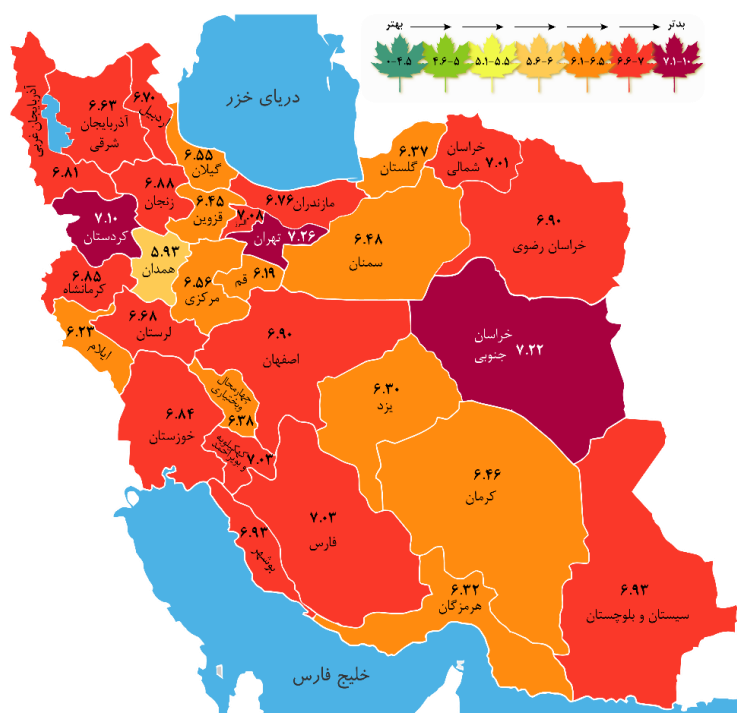 بهتر
بدتر
۰-۴.۵
۴.۶-۵
۵.۱-۵.۵
۵.۶-۶
۶.۱-۶.۵
۶.۶-۷
۷.۱-۱۰
دریای خزر
آذربایجان غربی
۶.۸۱
۶.۶۳
آذربایجان
شرقی
۶.۷۰
اردبیل
۶.۵۵
گیلان
۶.۸۸
زنجان
۶.۴۵
قزوین
۷.۰۸
البرز
۶.۷۶
مازندران
۷.۲۶
تهران
۶.۳۷
گلستان
خراسان
شمالی
۷.۰۱
۶.۹۰
خراسان رضوی
۶.۴۸
سمنان
۷.۱۰
کردستان
۵.۹۳
همدان
۶.۵۶
مرکزی
۶.۱۹
قم
۶.۸۵
کرمانشاه
۶.۲۳
ایلام
۶.۶۸
لرستان
۶.۹۰
اصفهان
خراسان
جنوبی
۷.۲۲
۶.۳۰
یزد
چهارمحال
وبختیاری
۶.۳۸
۶.۸۴
خوزستان
کهگیلویه
و بویراحمد
۷.۰۳
۶.۴۶
کرمان
۷.۰۳
فارس
۶.۹۳
بوشهر
۶.۳۲
هرمزگان
۶.۹۳
سیستان و بلوچستان
خلیج فارس